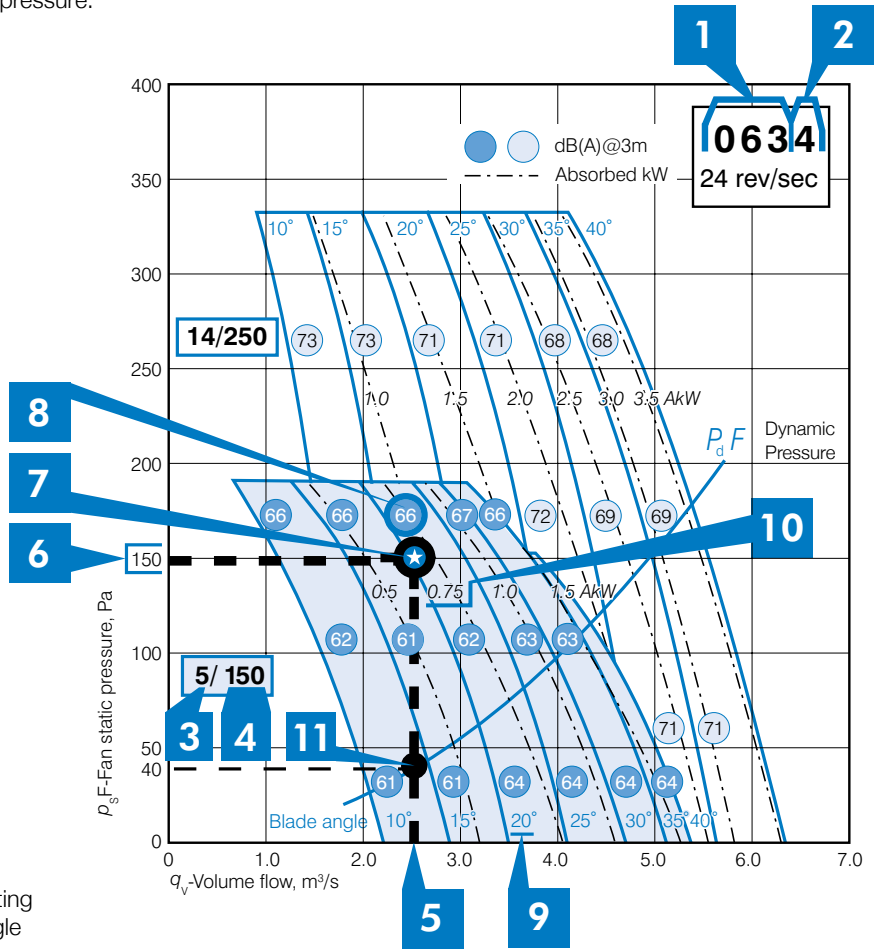 pressure.
1 2
400
0634
24 rev/sec
dB(A)@3m
Absorbed kW
350
10° 15° 20° 25° 30° 35° 40°
300
14/250
73 73 71 71 68 68
250
1.0 1.5 2.0 2.5 3.0 3.5 AkW
8
PdF Dynamic
Pressure
200
7
66 66 66 67 66 72 69 69
10
6
150
0.5 0.75 1.0 1.5 AkW
62 61 62 63 63
100
5/ 150
3 4 11
71 71
50
40
61 61 64 64 64 64
Blade angle 10° 15° 20° 25° 30° 35° 40°
0
psF-Fan static pressure, Pa
0 1.0 2.0 3.0 4.0 5.0 6.0 7.0
qv-Volume flow, m³/s
5 9
ting
gle